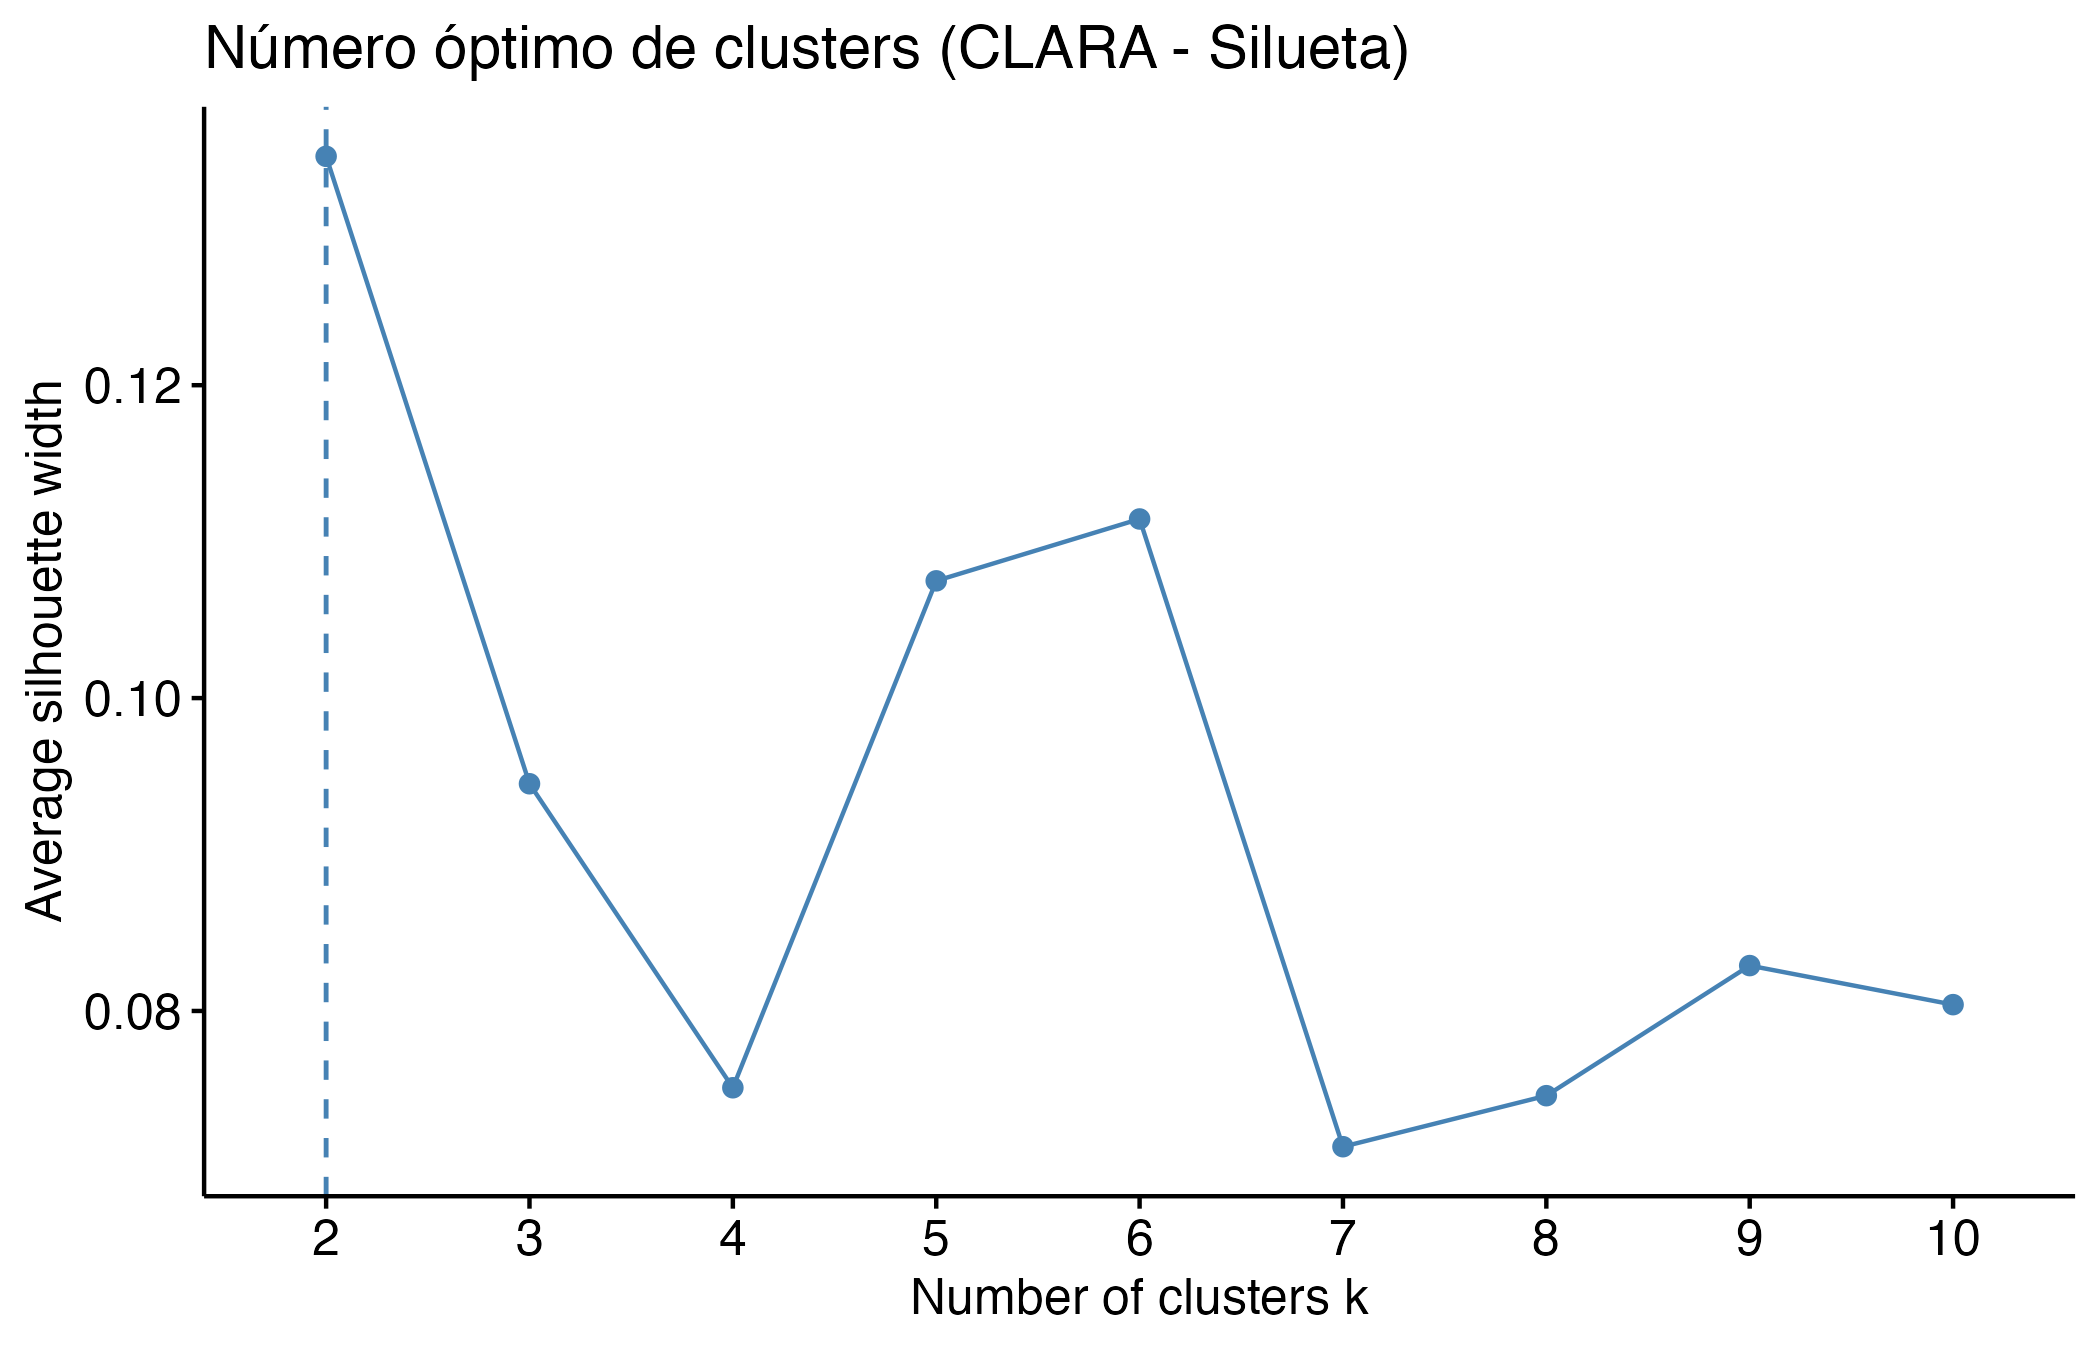 Número óptimo de clusters (CLARA - Silueta)
Average silhouette width
0.12
0.10
0.08
2 3 4 5 6 7 8 9 10
Number of clusters k